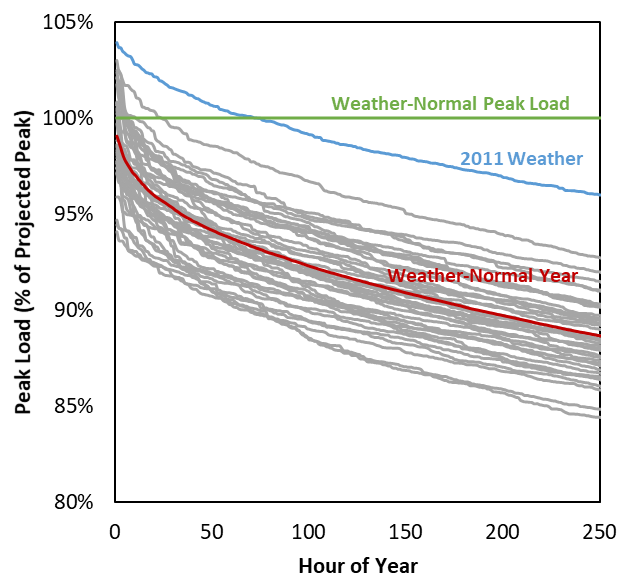 105%
Weather-Normal Peak Load
100%
2011 Weather
95%
Weather-Normal Year
90%
85%
80%
Peak Load (% of Projected Peak)
0 50 100 150 200 250
Hour of Year